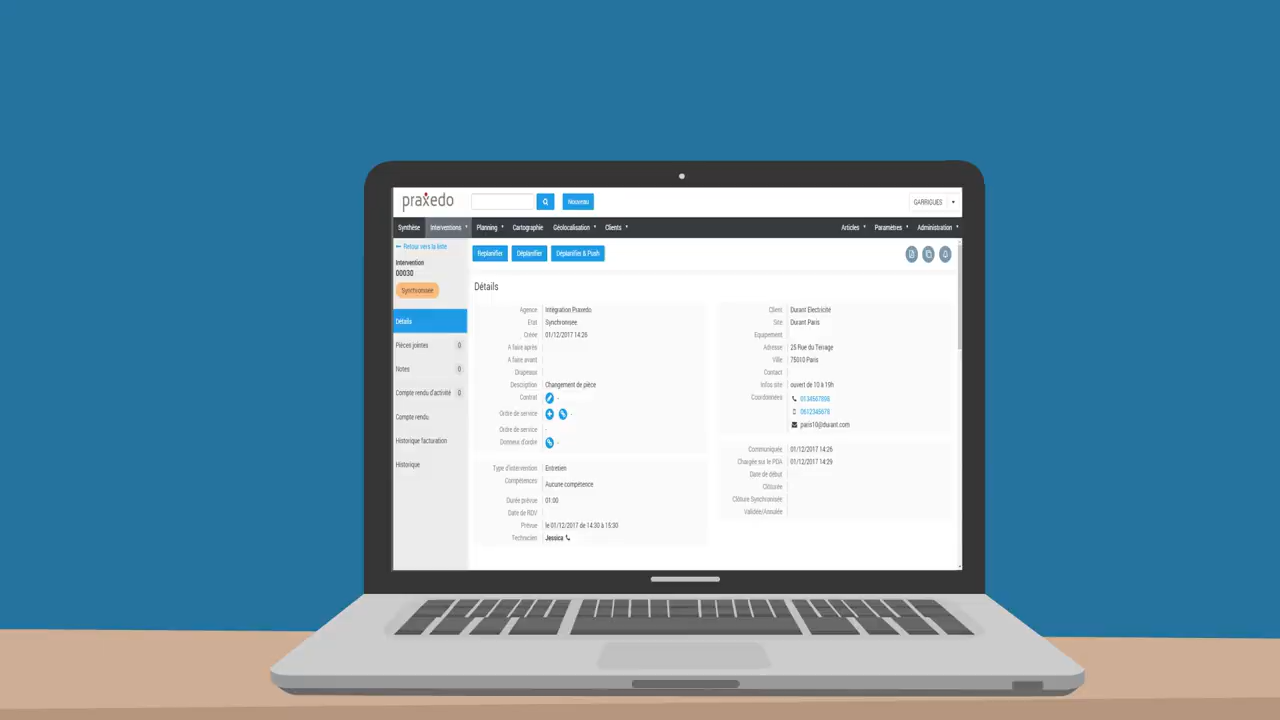 praxedo
Nouveau
GARRIGUES
Synthèse Interventions Planning Cartographie Géolocalisation Clients Articles Paramètres Administration
Retour vers la liste
Intervention
00030
Synchronisée
Détails
Pièces jointes 0
Notes 0
Compte rendu d'activité 0
Compte rendu
Historique facturation
Historique
Replanifier Déplanifier Déplanifier & Push
Détails
Agence Intégration Praxedo
Etat Synchronisée
Créée 01/12/2017 14:26
A faire après
A faire avant
Dispenser
Description Changement de pièce
Contrat -
Ordre de service -
Ordre de service -
Donneur d'ordre -
Type d'intervention Entretien
Compétences Aucune compétence
Durée prévue 01:00
Date de RDV
Prévue le 01/12/2017 de 14:30 à 15:30
Technicien Jessica
Client Durant Electricité
Site Durant Paris
Equipement
Adresse 25 Rue du Terrage
Ville 75010 Paris
Contact
Infos site ouvert de 10 à 19h
Coordonnées 0134567898
0612345678
paris10@durant.com
Communiquée 01/12/2017 14:26
Chargée sur le PDA 01/12/2017 14:29
Date de début
Clôturée
Clôture Synchronisée
Validée/Annulée